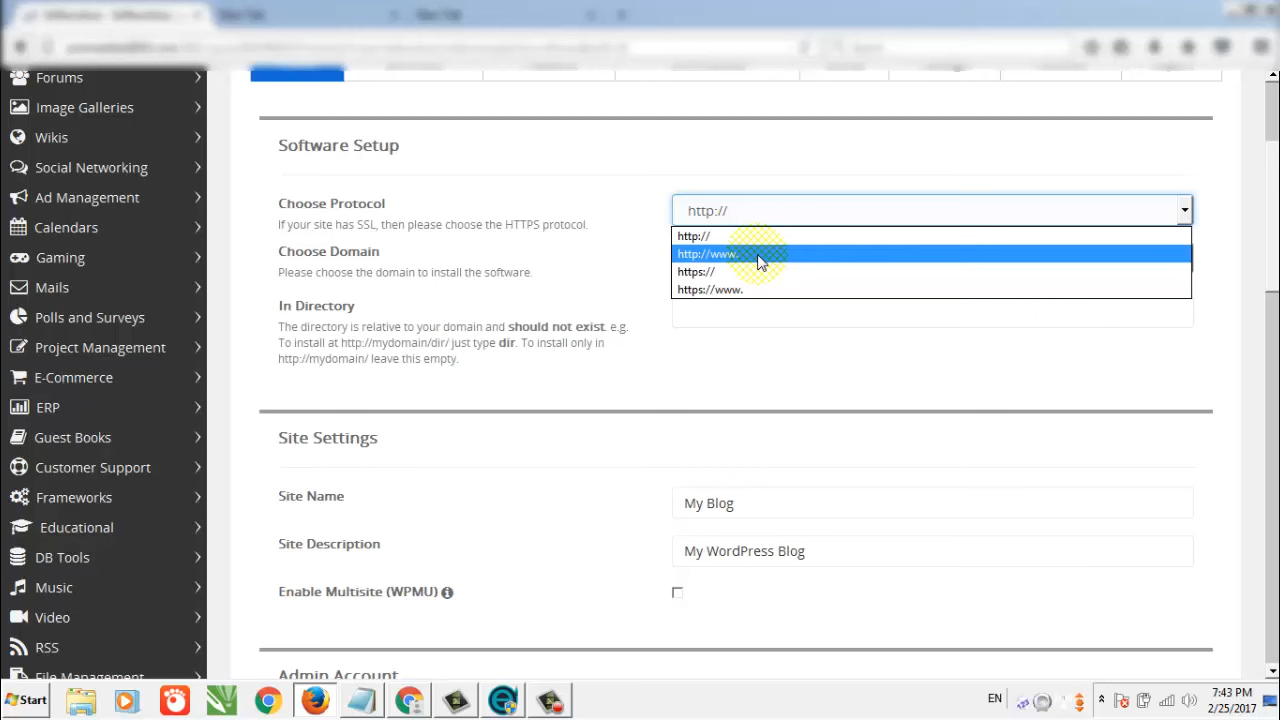 Forums
Image Galleries
Wikis
Social Networking
Ad Management
Calendars
Gaming
Mails
Polls and Surveys
Project Management
E-Commerce
ERP
Guest Books
Customer Support
Frameworks
Educational
DB Tools
Music
Video
RSS
File Management
Software Setup
Choose Protocol
If your site has SSL, then please choose the HTTPS protocol.
http://
http://
http://www.
https://
https://www.
Choose Domain
Please choose the domain to install the software.
In Directory
The directory is relative to your domain and should not exist. e.g.
To install at http://mydomain/dir/ just type dir. To install only in
http://mydomain/ leave this empty.
Site Settings
Site Name
My Blog
Site Description
My WordPress Blog
Enable Multisite (WPMU)
Admin Account
Start
EN
7:43 PM
2/25/2017